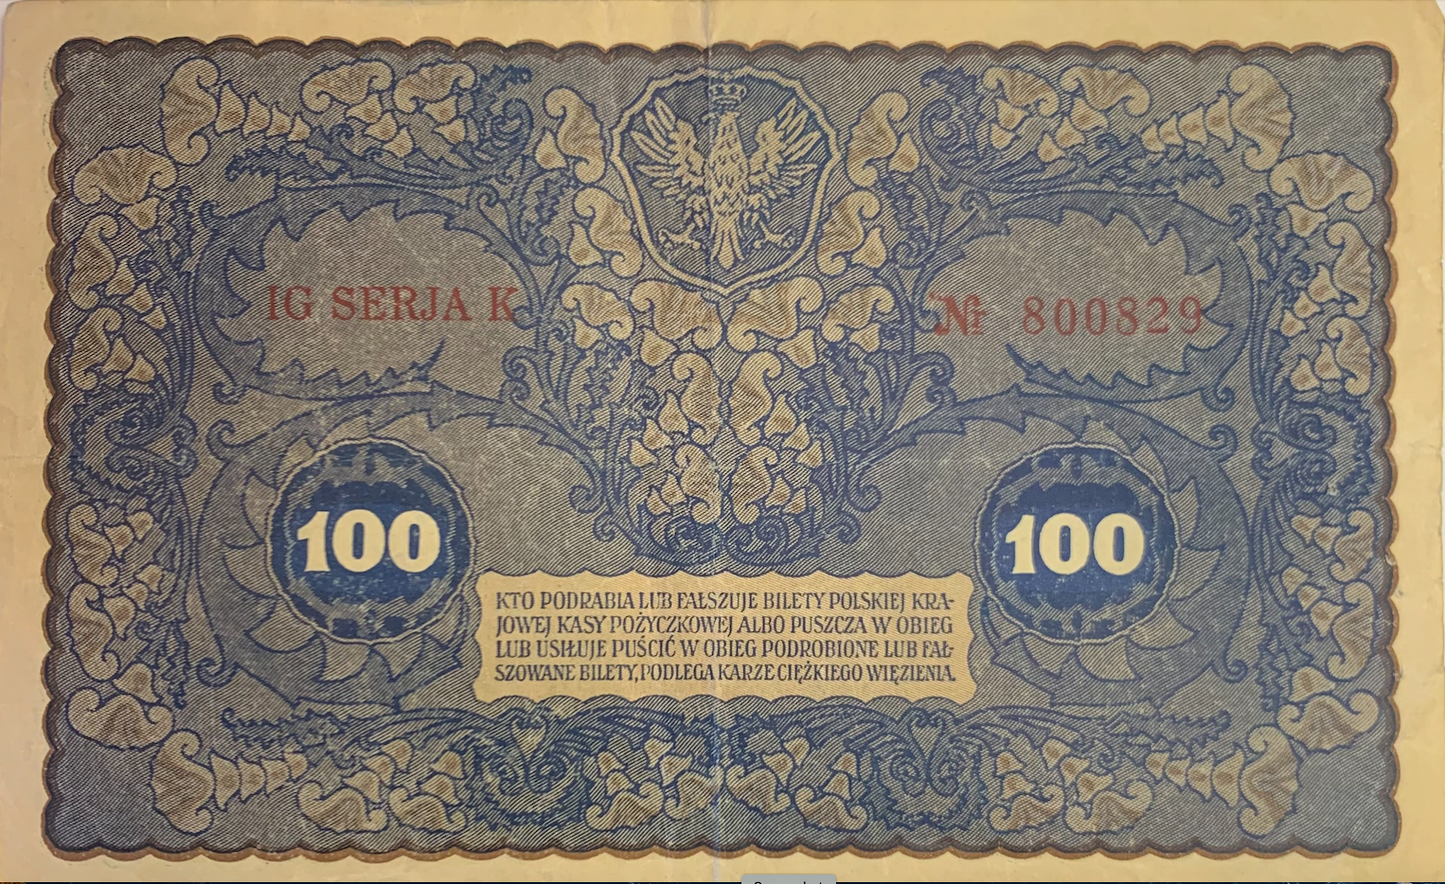 IG SERJA K
№ 800829
100
100
KTO PODRABIA LUB FAŁSZUJE BILETY POLSKIEJ KRA-
JOWEJ KASY POŻYCZKOWEJ ALBO PUSZCZA W OBIEG
LUB USIŁUJE PUŚCIĆ W OBIEG PODROBIONE LUB FAŁ-
SZOWANE BILETY, PODLEGA KARZE CIĘŻKIEGO WIĘZIENIA.